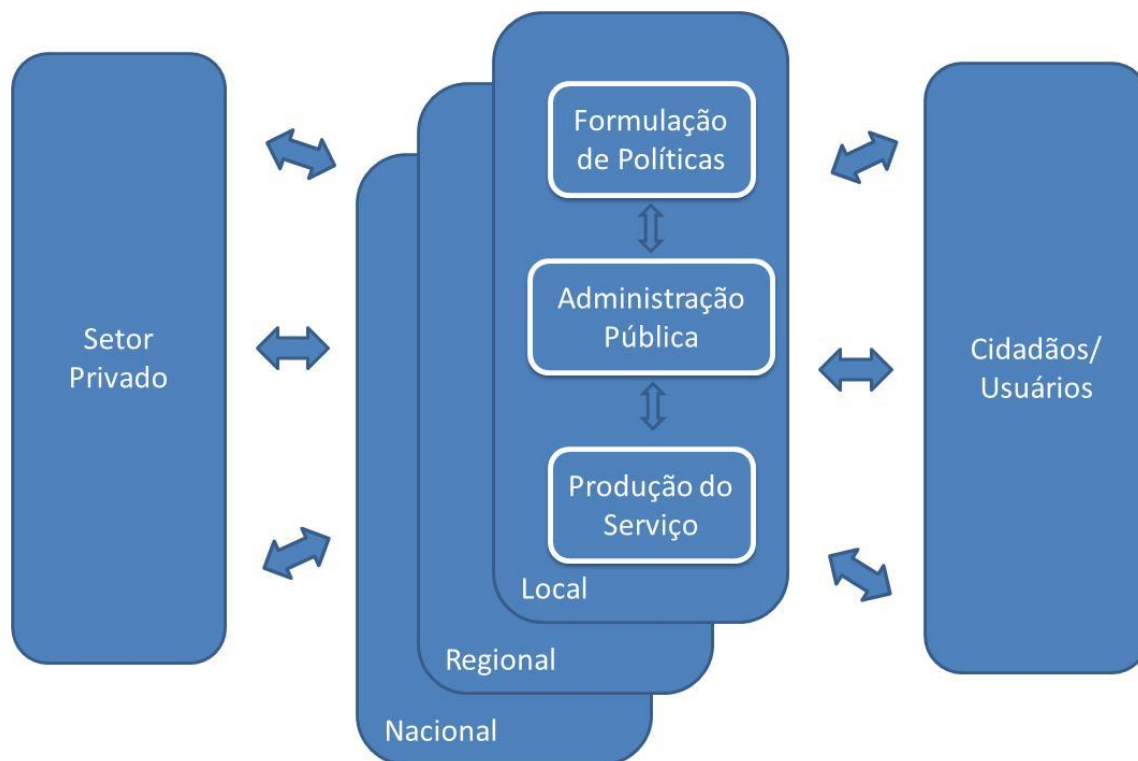 Setor
Privado
Formulação
de Políticas
Administração
Pública
Produção do
Serviço
Local
Regional
Nacional
Cidadãos/
Usuários